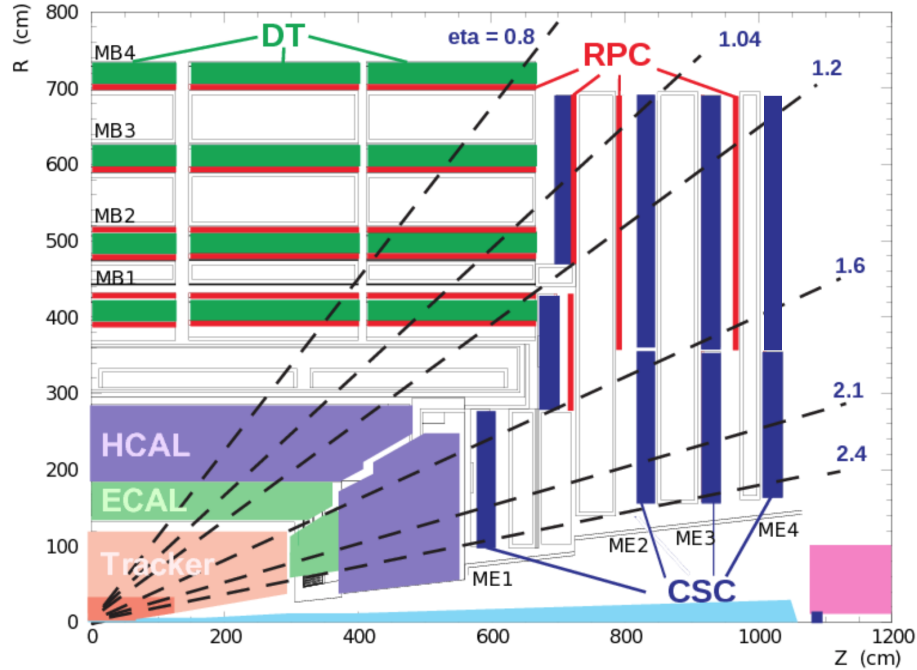 R (cm)
800
700
600
500
400
300
200
100
0
MB4
MB3
MB2
MB1
DT
eta = 0.8
1.04
1.2
RPC
1.6
2.1
2.4
HCAL
ECAL
Tracker
ME1
ME2
ME3
ME4
CSC
0
200
400
600
800
1000
1200
Z (cm)